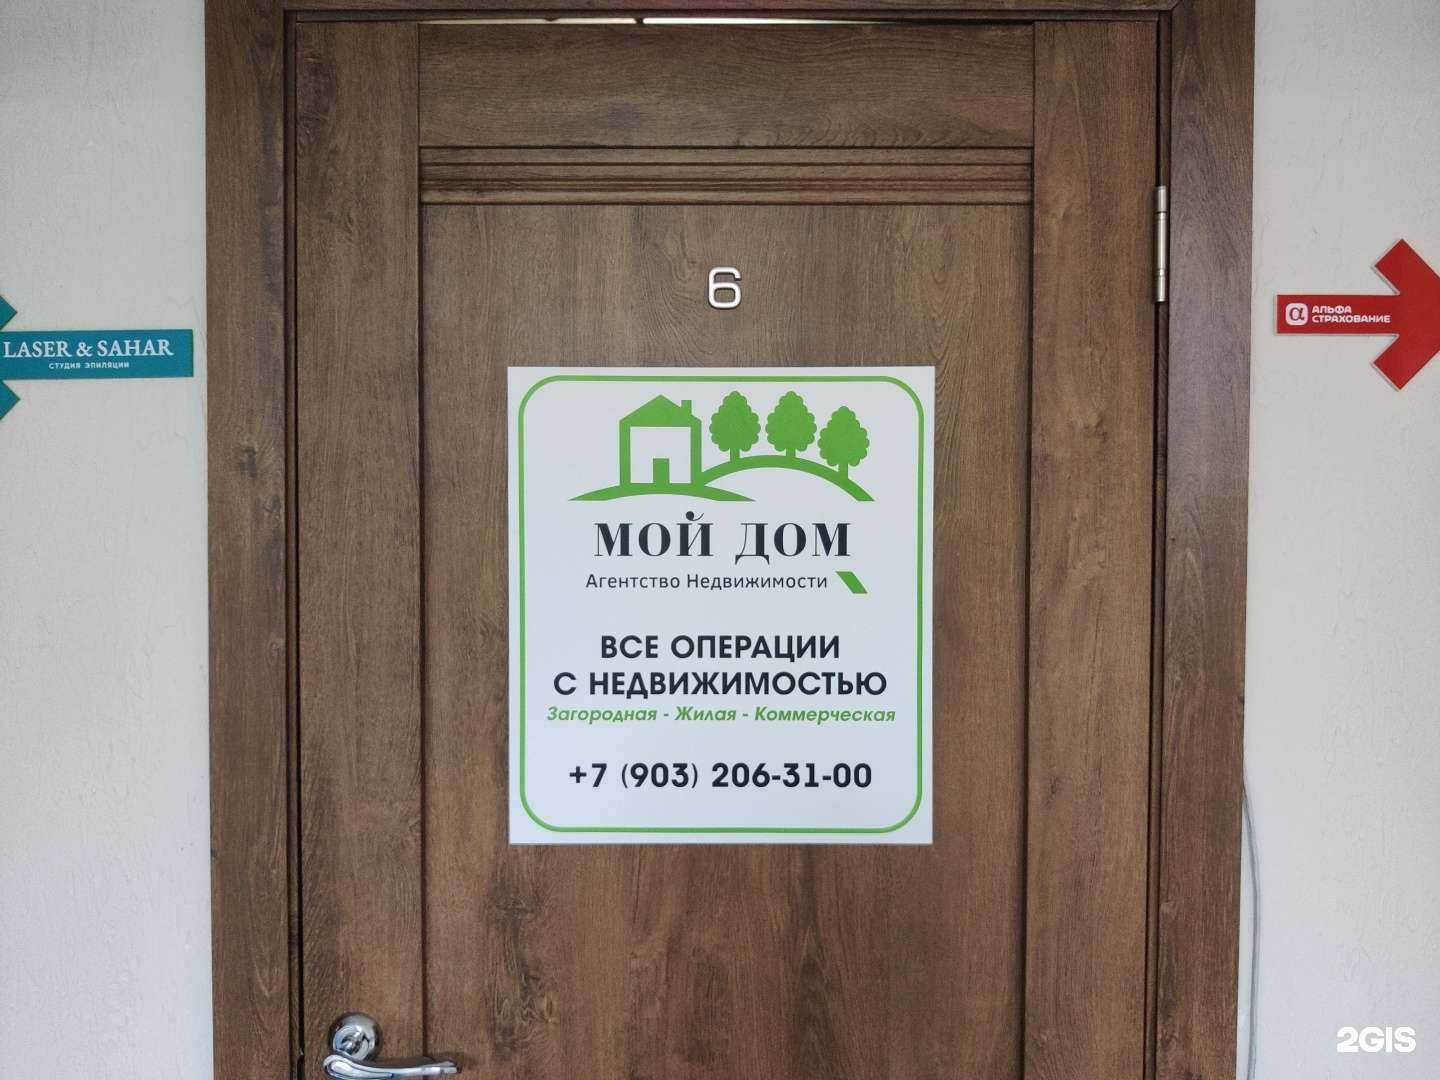 6
LASER & SAHAR
СТУДИЯ ЭПИЛЯЦИИ
АЛЬФА
СТРАХОВАНИЕ
МОЙ ДОМ
Агентство Недвижимости
ВСЕ ОПЕРАЦИИ
С НЕДВИЖИМОСТЬЮ
Загородная - Жилая - Коммерческая
+7 (903) 206-31-00
2GIS